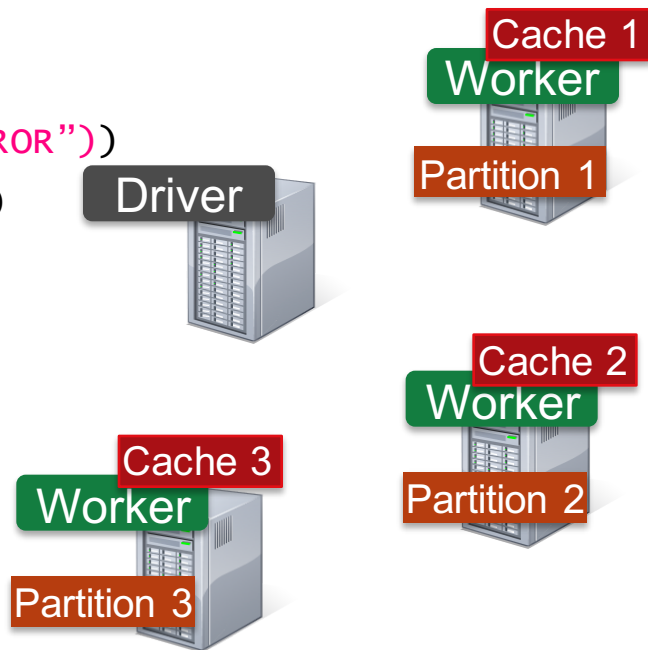 ROR”))
)
Driver
Cache 1
Worker
Partition 1
Cache 2
Worker
Partition 2
Cache 3
Worker
Partition 3